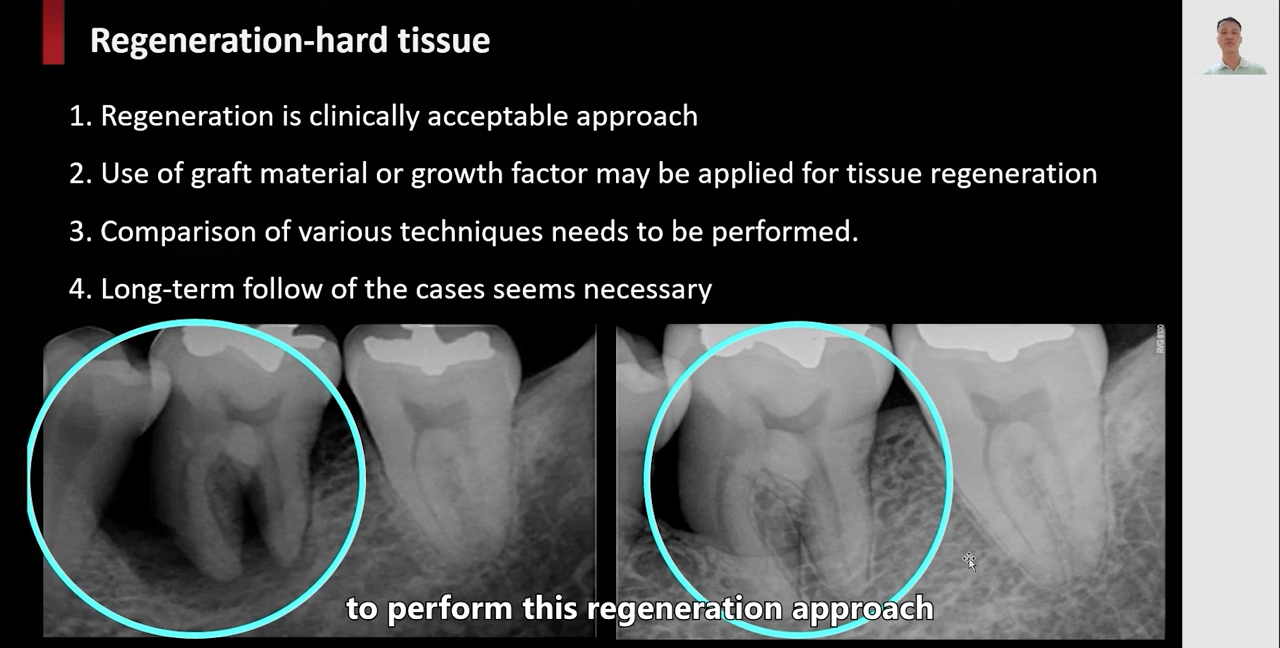 Regeneration-hard tissue
1. Regeneration is clinically acceptable approach
2. Use of graft material or growth factor may be applied for tissue regeneration
3. Comparison of various techniques needs to be performed.
4. Long-term follow of the cases seems necessary
RVG 6100
to perform this regeneration approach